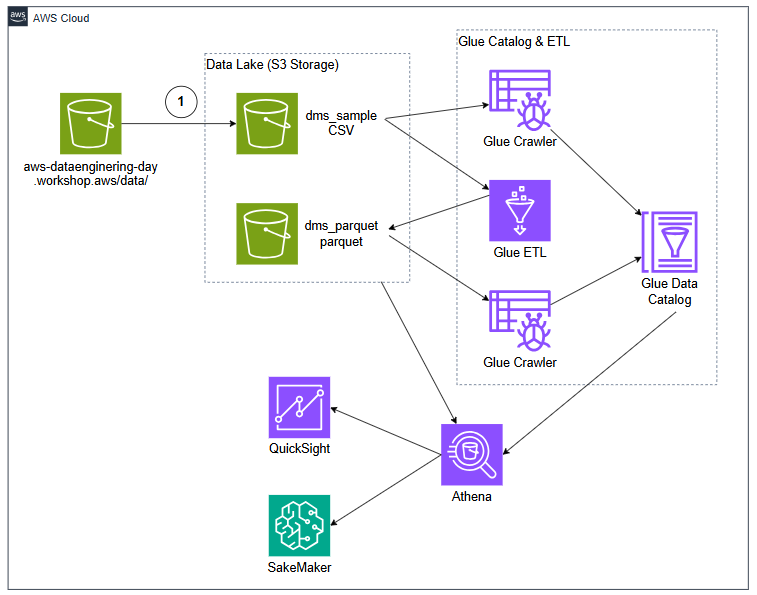 aws
AWS Cloud
Glue Catalog & ETL
Data Lake (S3 Storage)
1
dms_sample
CSV
Glue Crawler
aws-dataenginering-day
.workshop.aws/data/
dms_parquet
parquet
Glue ETL
Glue Data
Catalog
Glue Crawler
QuickSight
Athena
SakeMaker